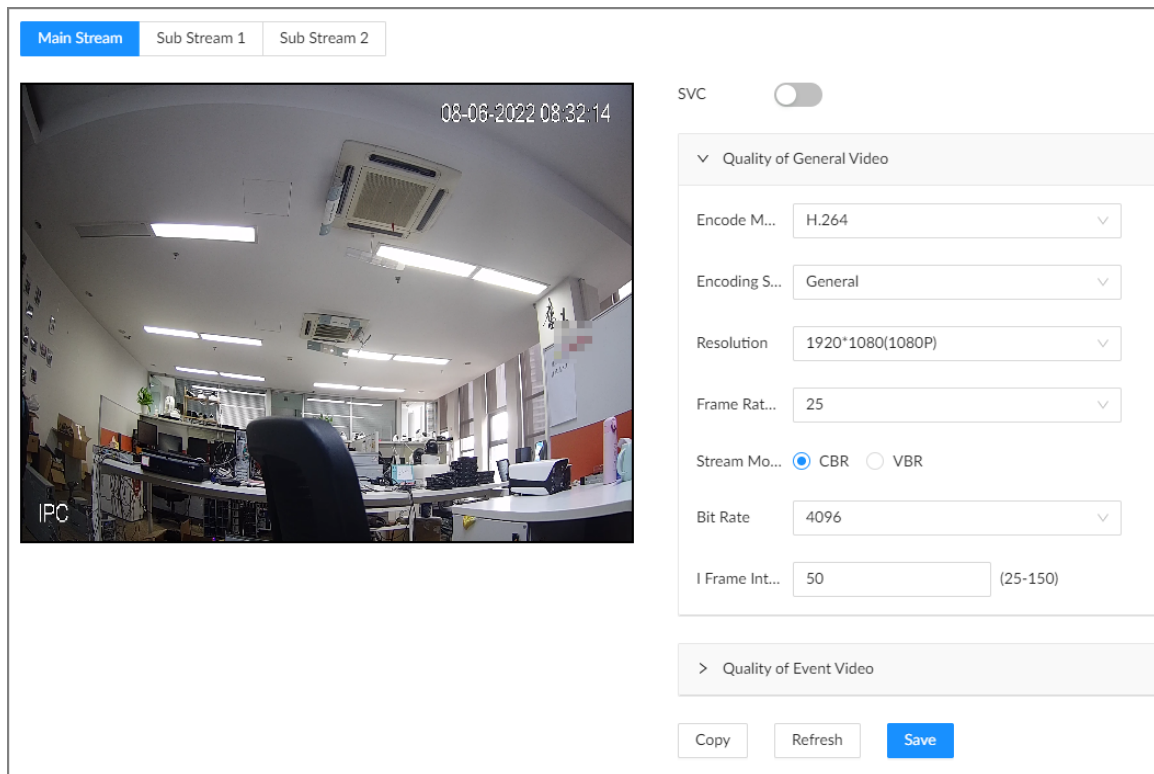 Main Stream Sub Stream 1 Sub Stream 2
08-06-2022 08:32:14
IPC
SVC
Quality of General Video
Encode M... H.264
Encoding S... General
Resolution 1920*1080(1080P)
Frame Rat... 25
Stream Mo... CBR VBR
Bit Rate 4096
I Frame Int... 50 (25-150)
Quality of Event Video
Copy Refresh Save